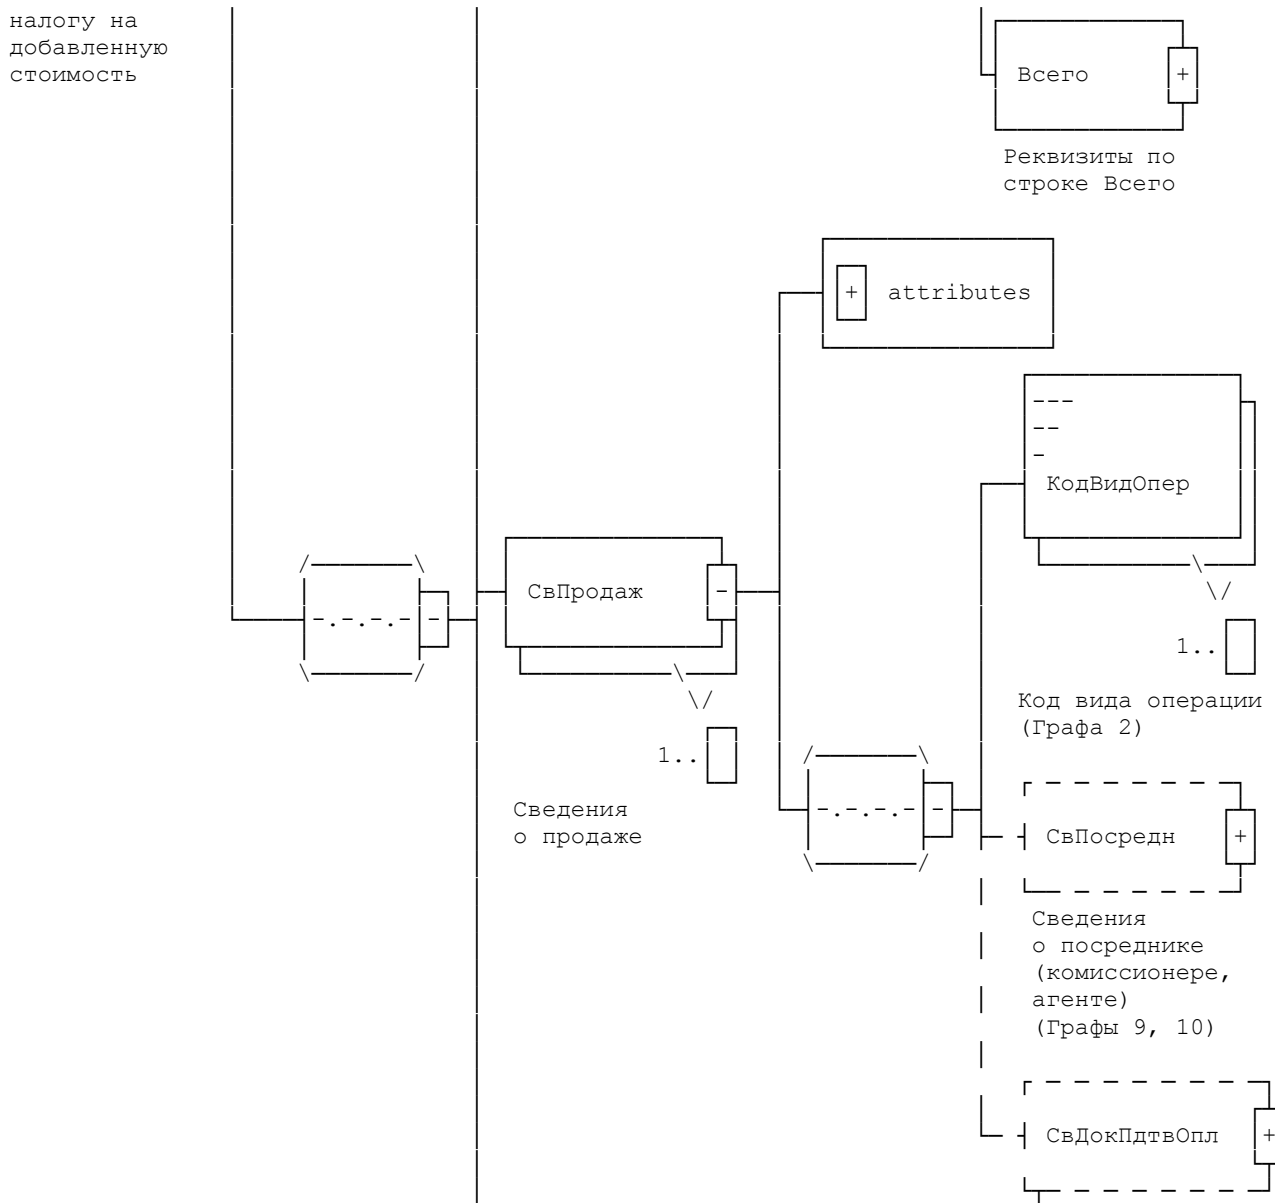 налогу на
добавленную
стоимость
Всего +
Реквизиты по
строке Всего
+ attributes
---
--
-
КодВидОпер
СвПродаж -
-.-.-.- -
1..
Код вида операции
(Графа 2)
1..
Сведения
о продаже
-.-.-.- -
СвПосредн +
Сведения
о посреднике
(комиссионере,
агенте)
(Графы 9, 10)
СвДокПдтвОпл +